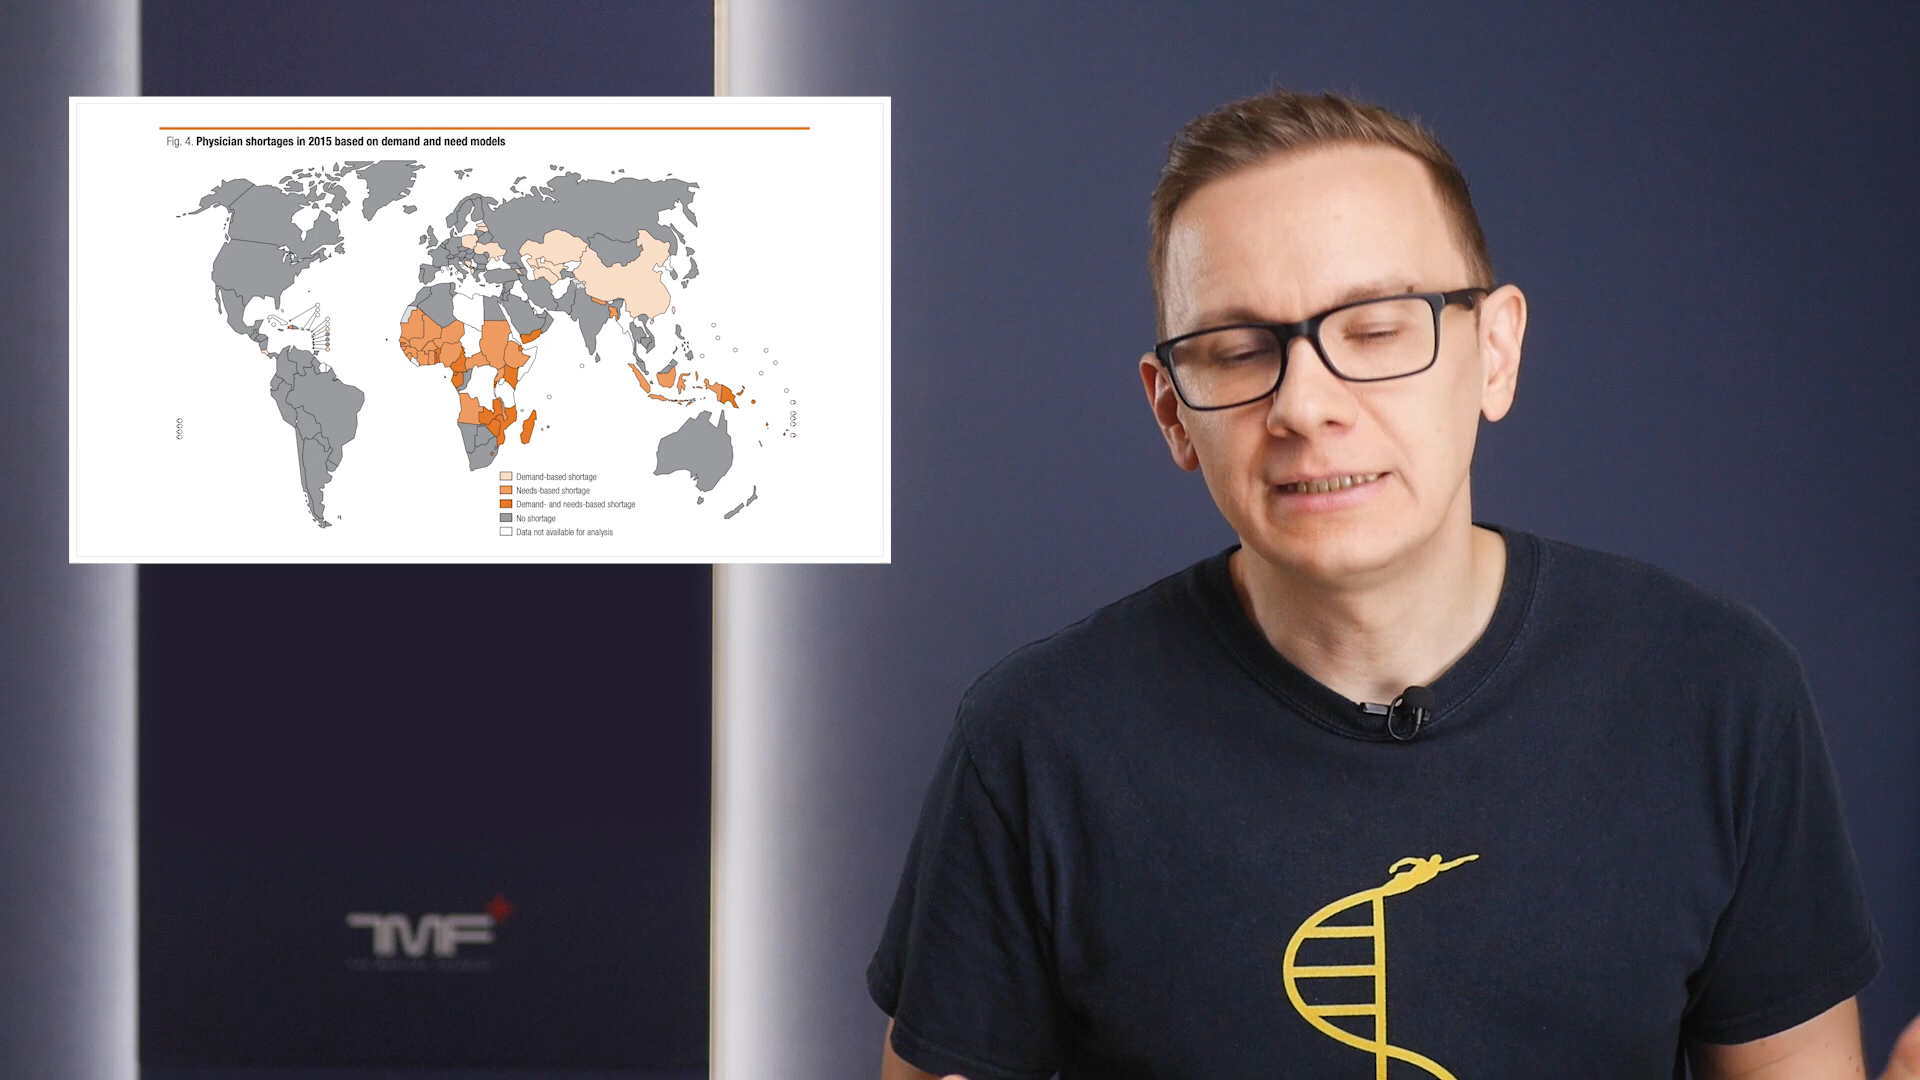 Fig. 4. Physician shortages in 2015 based on demand and need models
Demand-based shortage
Needs-based shortage
Demand- and needs-based shortage
No shortage
Data not available for analysis
TMF